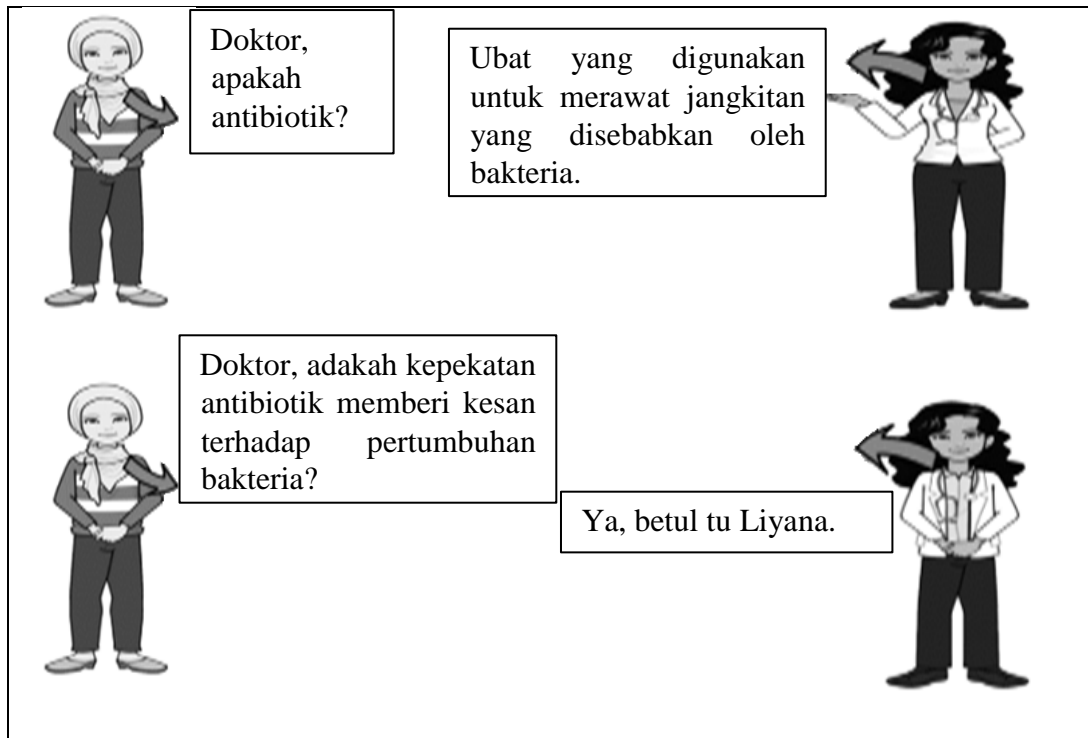 Doktor,
apakah
antibiotik?
Ubat yang digunakan
untuk merawat jangkitan
yang disebabkan oleh
bakteria.
Doktor, adakah kepekatan
antibiotik memberi kesan
terhadap pertumbuhan
bakteria?
Ya, betul tu Liyana.